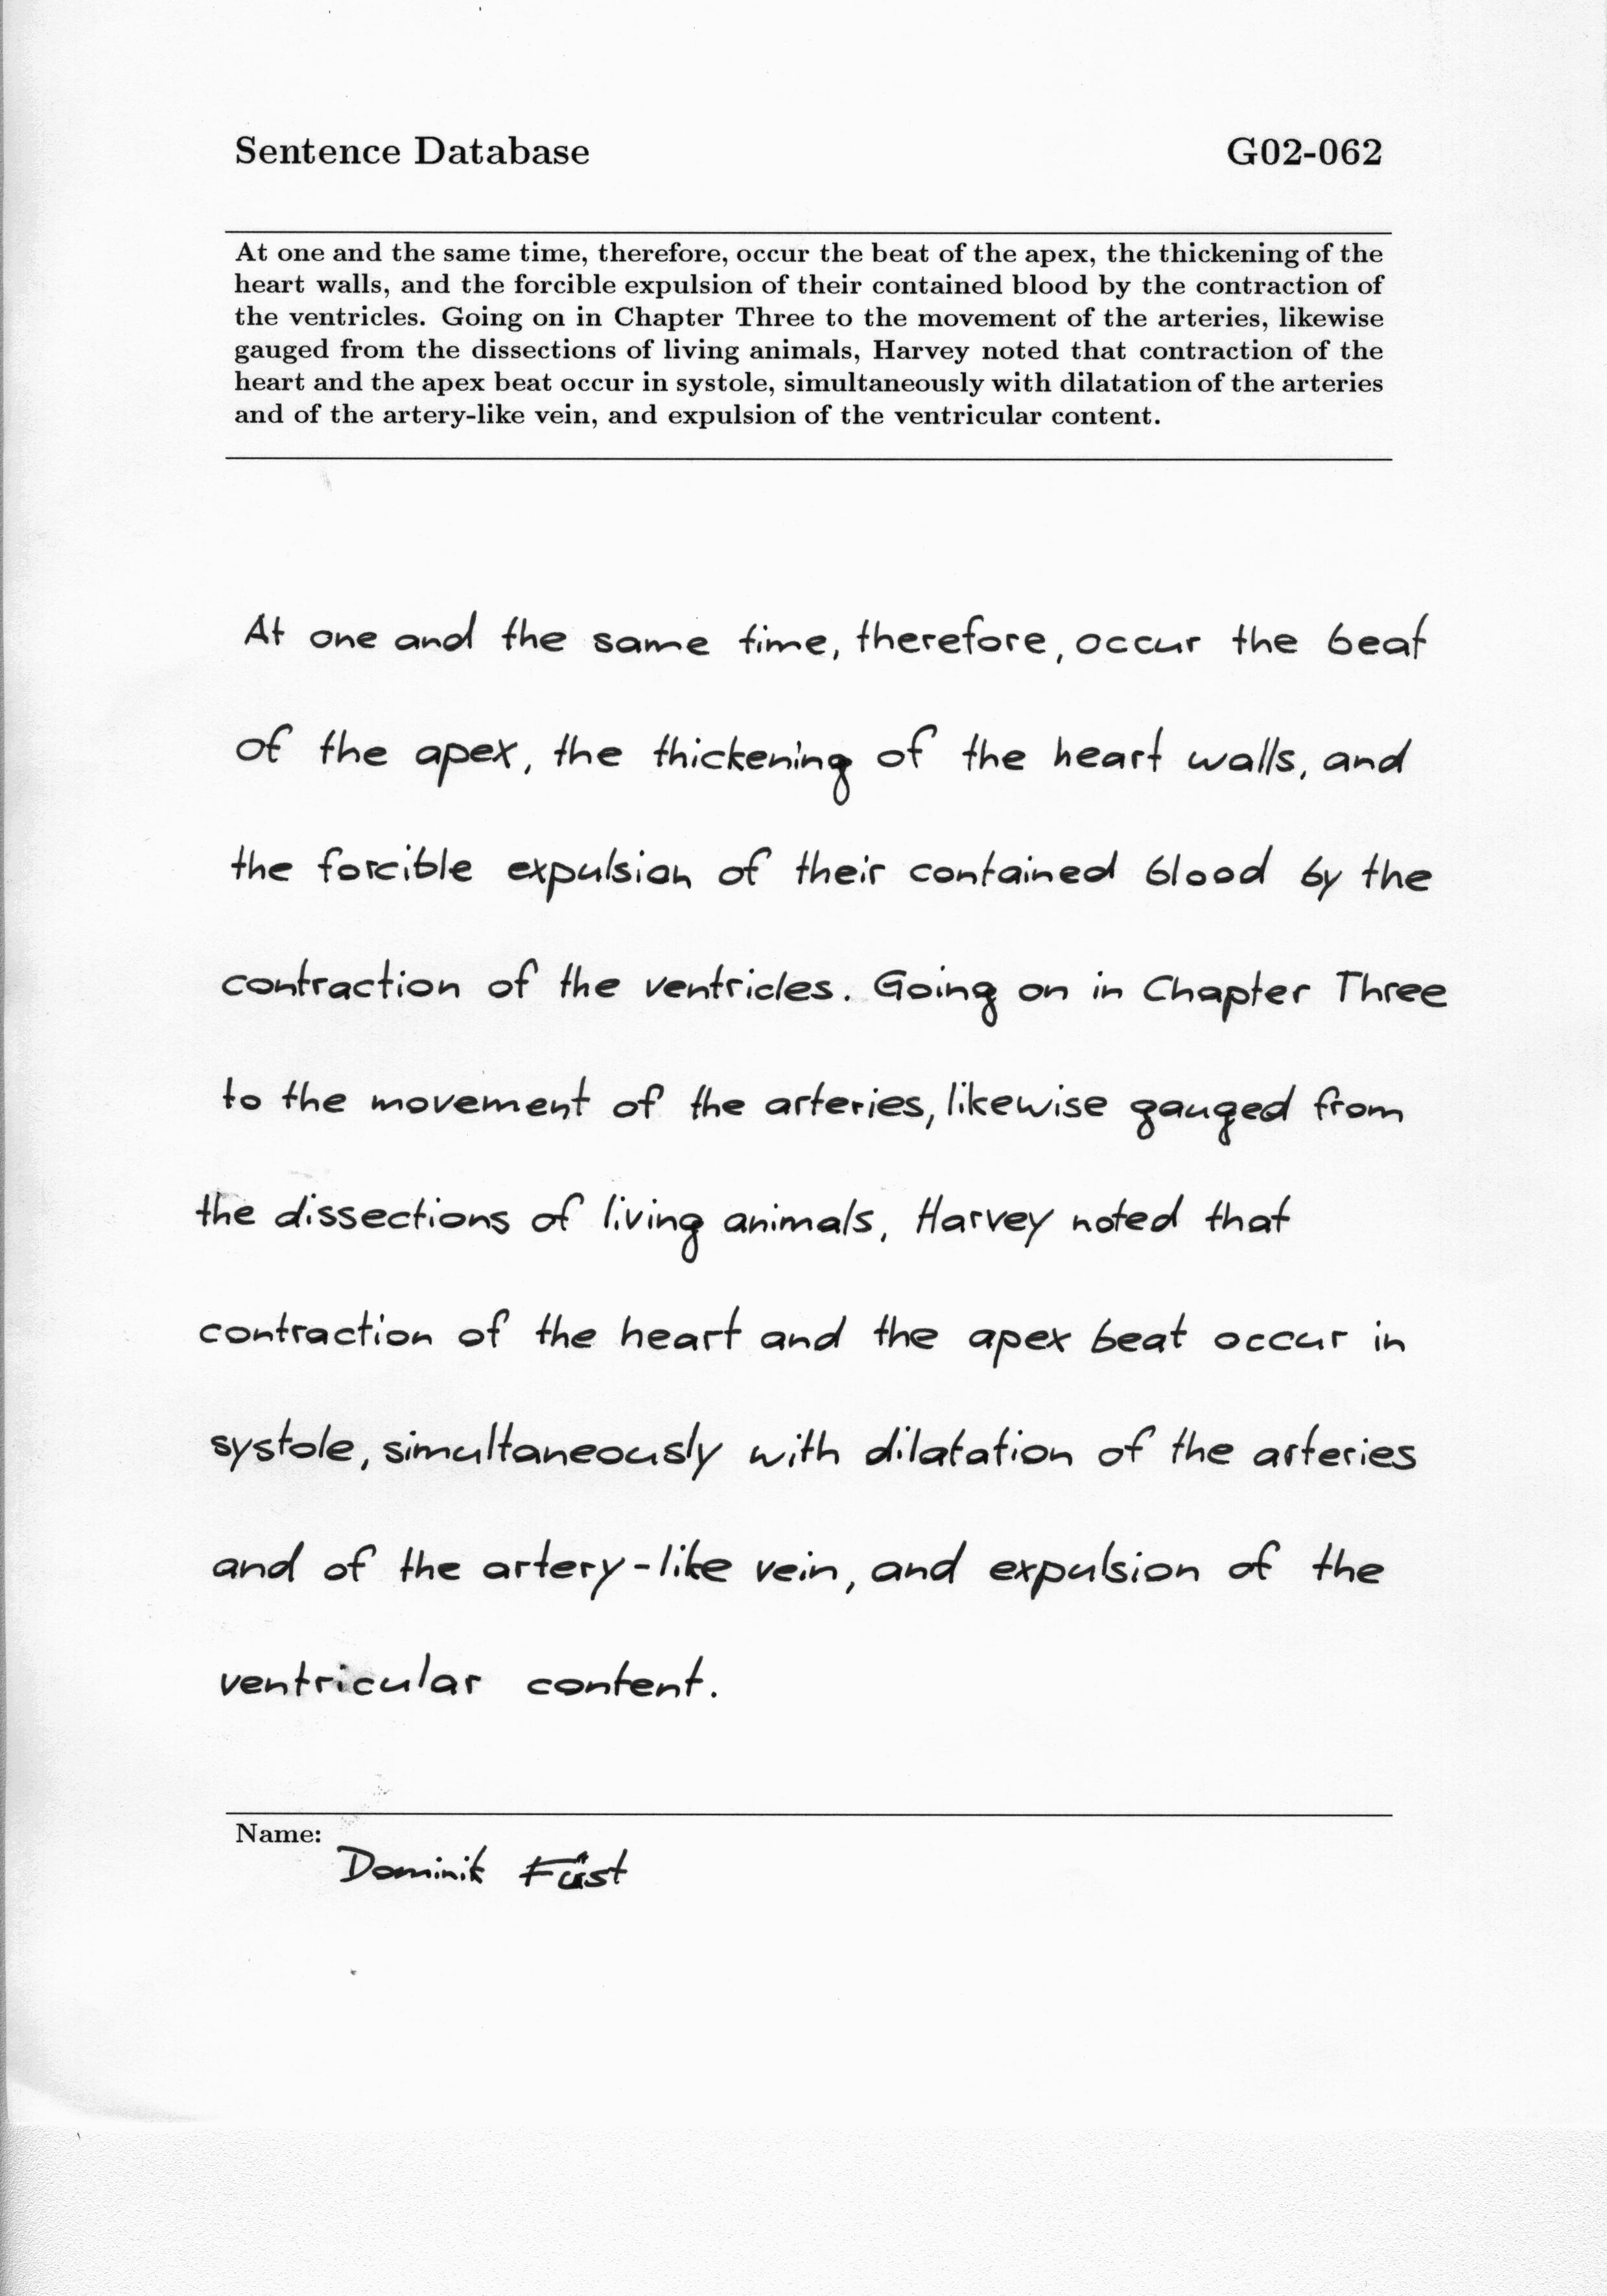 Sentence Database G02-062
At one and the same time, therefore, occur the beat of the apex, the thickening of the
heart walls, and the forcible expulsion of their contained blood by the contraction of
the ventricles. Going on in Chapter Three to the movement of the arteries, likewise
gauged from the dissections of living animals, Harvey noted that contraction of the
heart and the apex beat occur in systole, simultaneously with dilatation of the arteries
and of the artery-like vein, and expulsion of the ventricular content.
At one and the same time, therefore, occur the beat
of the apex, the thickening of the heart walls, and
the forcible expulsion of their contained blood by the
contraction of the ventricles. Going on in Chapter Three
to the movement of the arteries, likewise gauged from
the dissections of living animals, Harvey noted that
contraction of the heart and the apex beat occur in
systole, simultaneously with dilatation of the arteries
and of the artery-like vein, and expulsion of the
ventricular content.
Name:
Dominik Füst